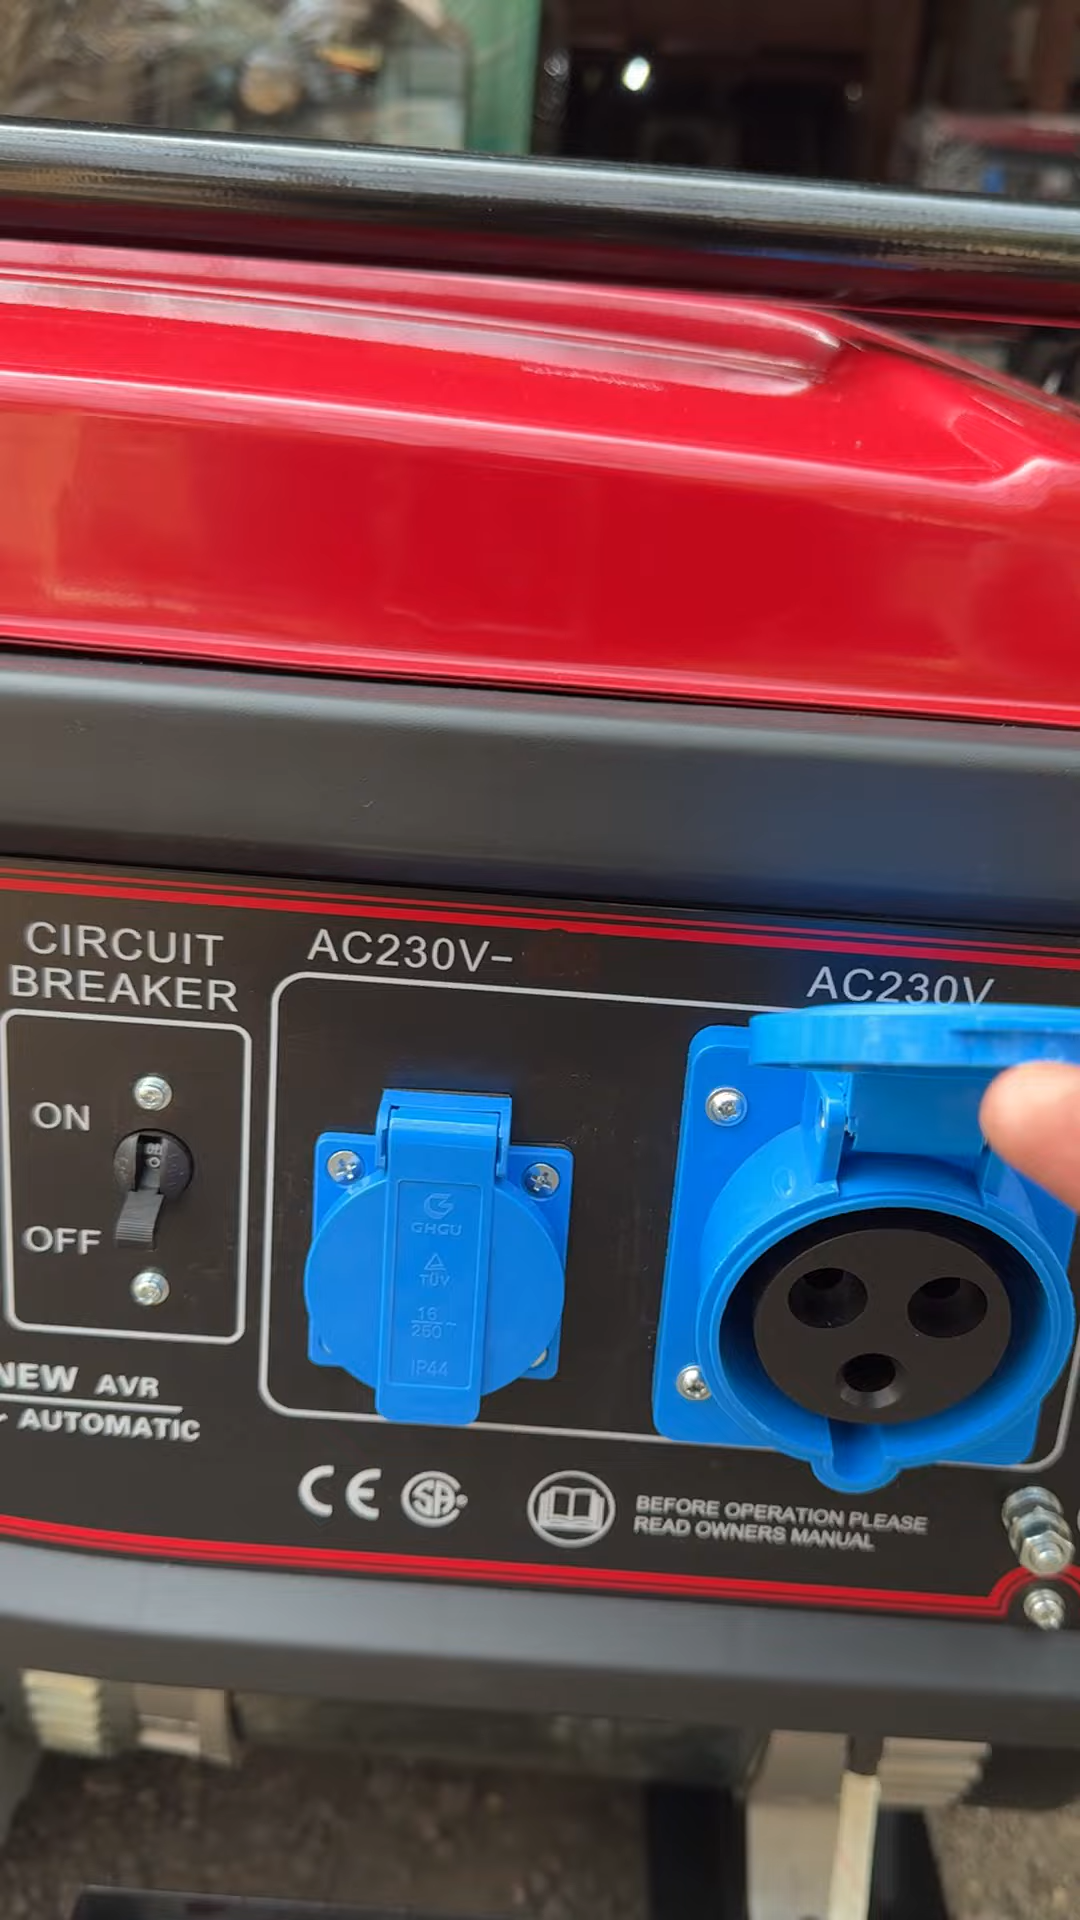 CIRCUIT
BREAKER
ON
OFF
NEW AVR
AUTOMATIC
AC230V~
AC230V
GHGU
TÜV
16
250~
IP44
CE
SA
BEFORE OPERATION PLEASE
READ OWNERS MANUAL